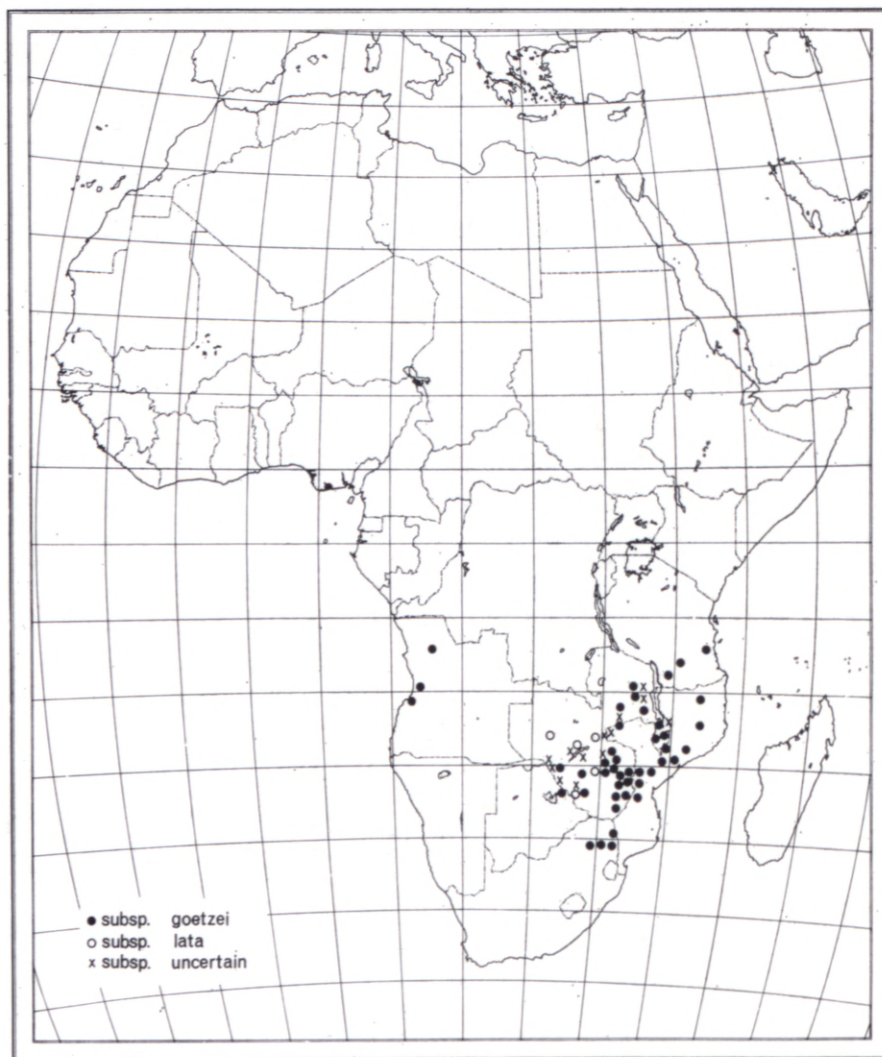 ● subsp. goetzei
○ subsp. lata
x subsp. uncertain